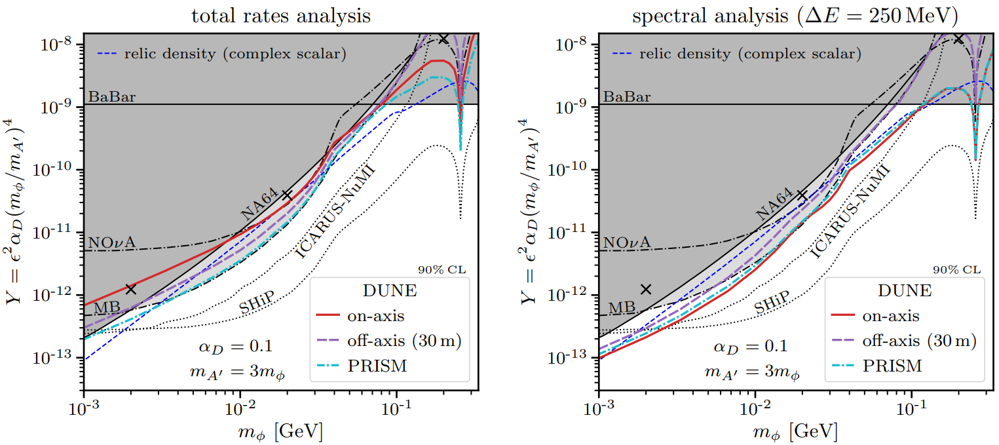 total rates analysis
10⁻⁸
10⁻⁹
10⁻¹⁰
10⁻¹¹
10⁻¹²
10⁻¹³
Y = ϵ²α_D(m_ϕ/m_A′)⁴
relic density (complex scalar)
BaBar
NA64
NOνA
MB
ICARUS-NuMI
SHiP
90% CL
α_D = 0.1
m_A′ = 3m_ϕ
DUNE
on-axis
off-axis (30 m)
PRISM
10⁻³ 10⁻² 10⁻¹
m_ϕ [GeV]
spectral analysis (ΔE = 250 MeV)
10⁻⁸
10⁻⁹
10⁻¹⁰
10⁻¹¹
10⁻¹²
10⁻¹³
Y = ϵ²α_D(m_ϕ/m_A′)⁴
relic density (complex scalar)
BaBar
NA64
NOνA
MB
ICARUS-NuMI
SHiP
90% CL
α_D = 0.1
m_A′ = 3m_ϕ
DUNE
on-axis
off-axis (30 m)
PRISM
10⁻³ 10⁻² 10⁻¹
m_ϕ [GeV]